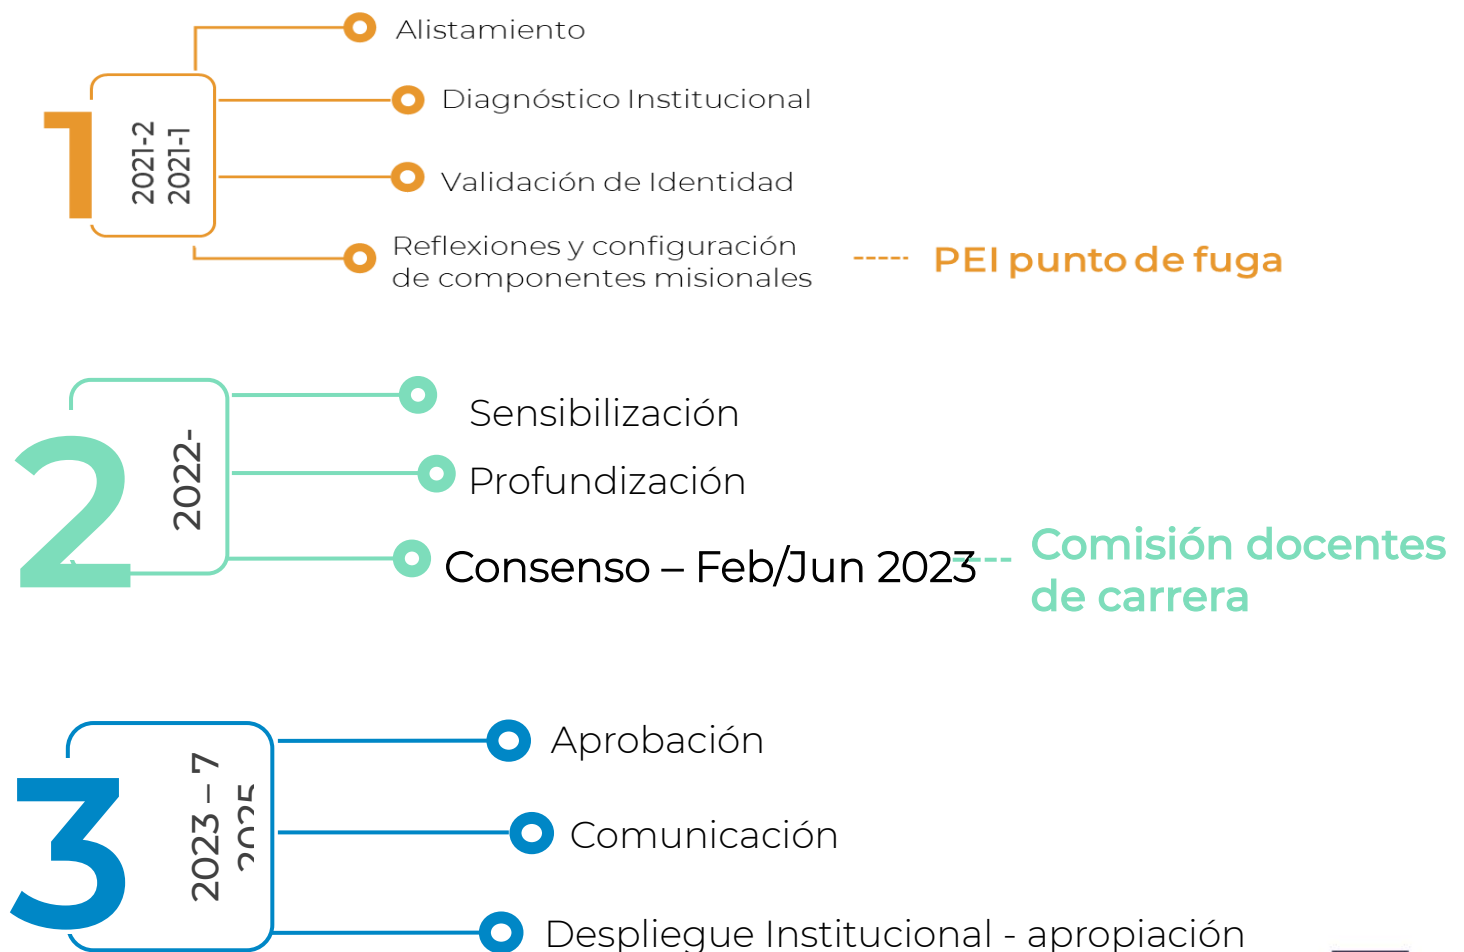 1
2021-2
2021-1
Alistamiento
Diagnóstico Institucional
Validación de Identidad
Reflexiones y configuración
de componentes misionales
----- PEI punto de fuga
2
2022-
Sensibilización
Profundización
Consenso – Feb/Jun 2023
---- Comisión docentes
de carrera
3
2023 – 7
2025
Aprobación
Comunicación
Despliegue Institucional - apropiación